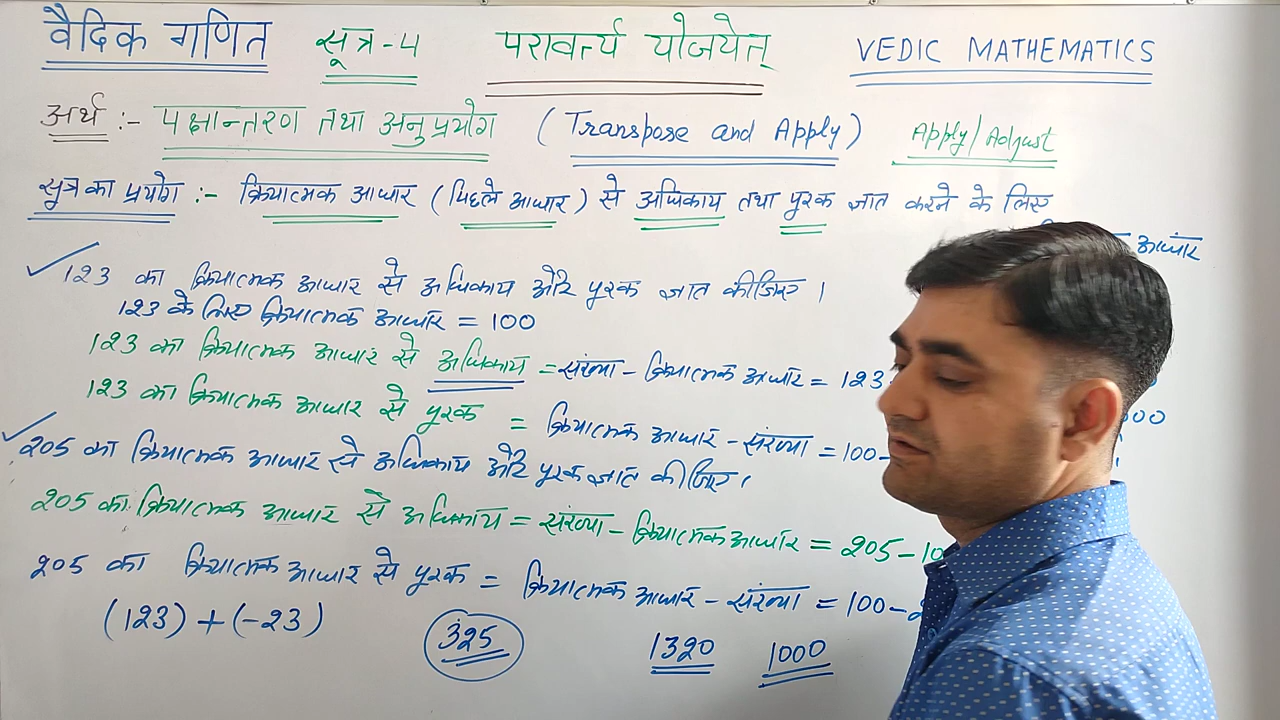 वैदिक गणित सूत्र-4 परावर्त्य योजयेत् VEDIC MATHEMATICS
अर्थ :- पक्षान्तरण तथा अनुप्रयोग (Transpose and Apply) Apply/Adjust
सूत्र का प्रयोग :- क्रियात्मक आधार (पिछले आधार) से अधिकाय तथा पूरक ज्ञात करने के लिए
आधार
123 का क्रियात्मक आधार से अधिकाय और पूरक ज्ञात कीजिए।
123 के लिए क्रियात्मक आधार = 100
123 का क्रियात्मक आधार से अधिकाय = संख्या - क्रियात्मक आधार = 123
123 का क्रियात्मक आधार से पूरक = क्रियात्मक आधार - संख्या = 100-
205 का क्रियात्मक आधार से अधिकाय और पूरक ज्ञात कीजिए।
205 का क्रियात्मक आधार से अधिकाय = संख्या - क्रियात्मक आधार = 205-10
205 का क्रियात्मक आधार से पूरक = क्रियात्मक आधार - संख्या = 100-2
(123) + (-23) 325 1320 1000